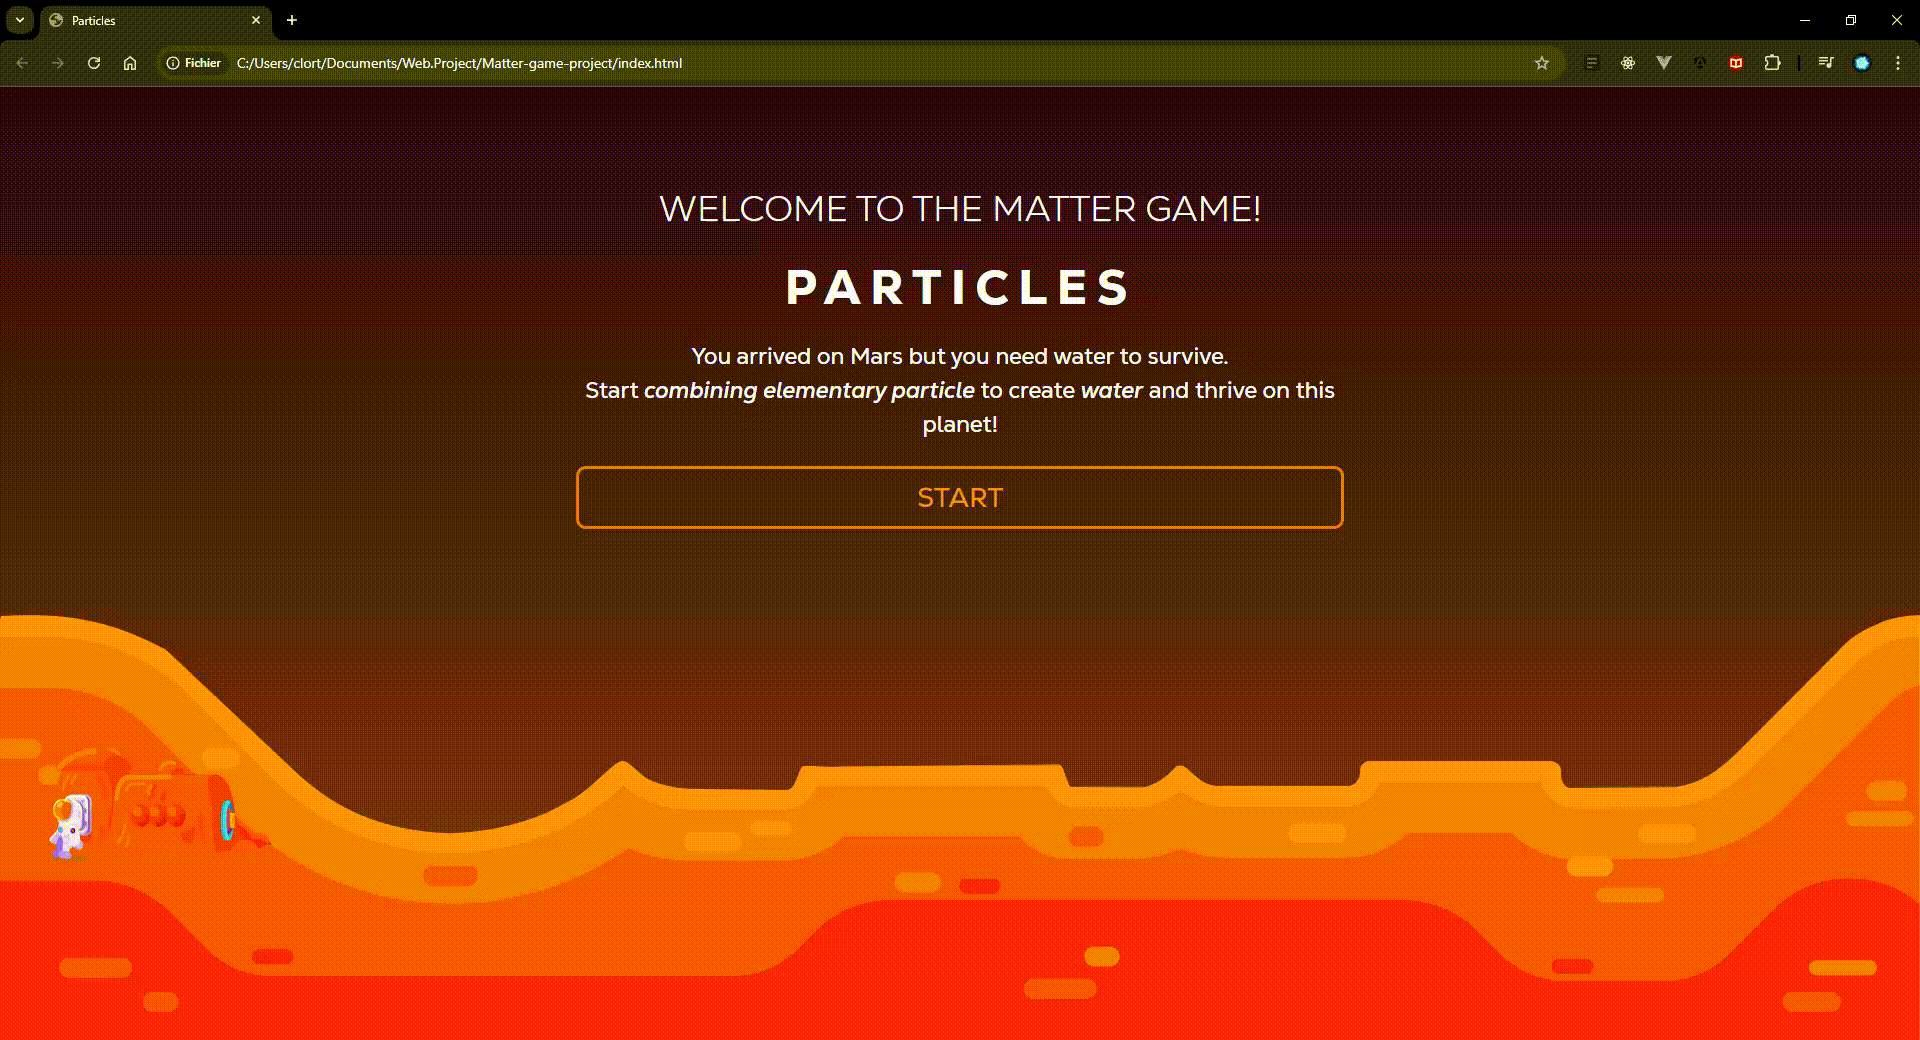 Particles
Fichier C:/Users/clort/Documents/Web.Project/Matter-game-project/index.html
WELCOME TO THE MATTER GAME!
PARTICLES
You arrived on Mars but you need water to survive.
Start combining elementary particle to create water and thrive on this
planet!
START